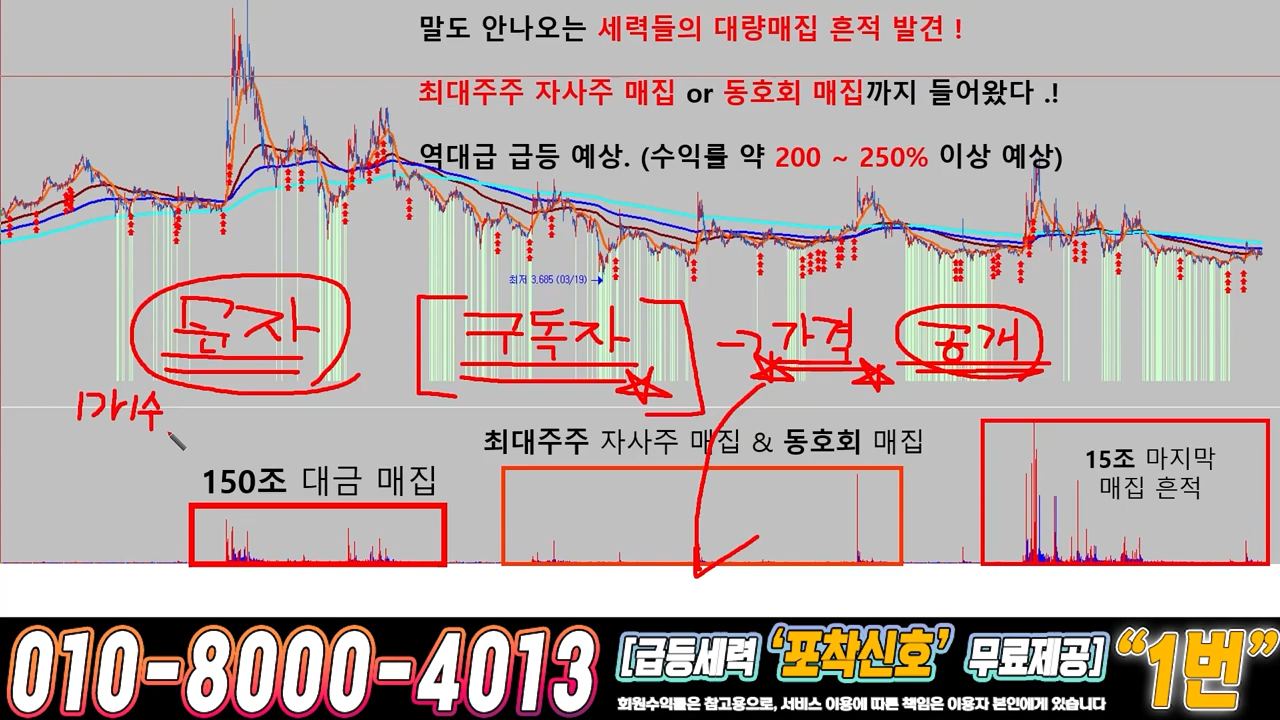 말도 안나오는 세력들의 대량매집 흔적 발견 !
최대주주 자사주 매집 or 동호회 매집까지 들어왔다 .!
역대급 급등 예상. (수익률 약 200 ~ 250% 이상 예상)
최저 3,685 (03/19)
문자 구독자 가격 공개
최대주주 자사주 매집 & 동호회 매집
150조 대금 매집
15조 마지막
매집 흔적
010-8000-4013 [급등세력 '포착신호' 무료제공] "1번"
회원수익률은 참고용으로, 서비스 이용에 따른 책임은 이용자 본인에게 있습니다